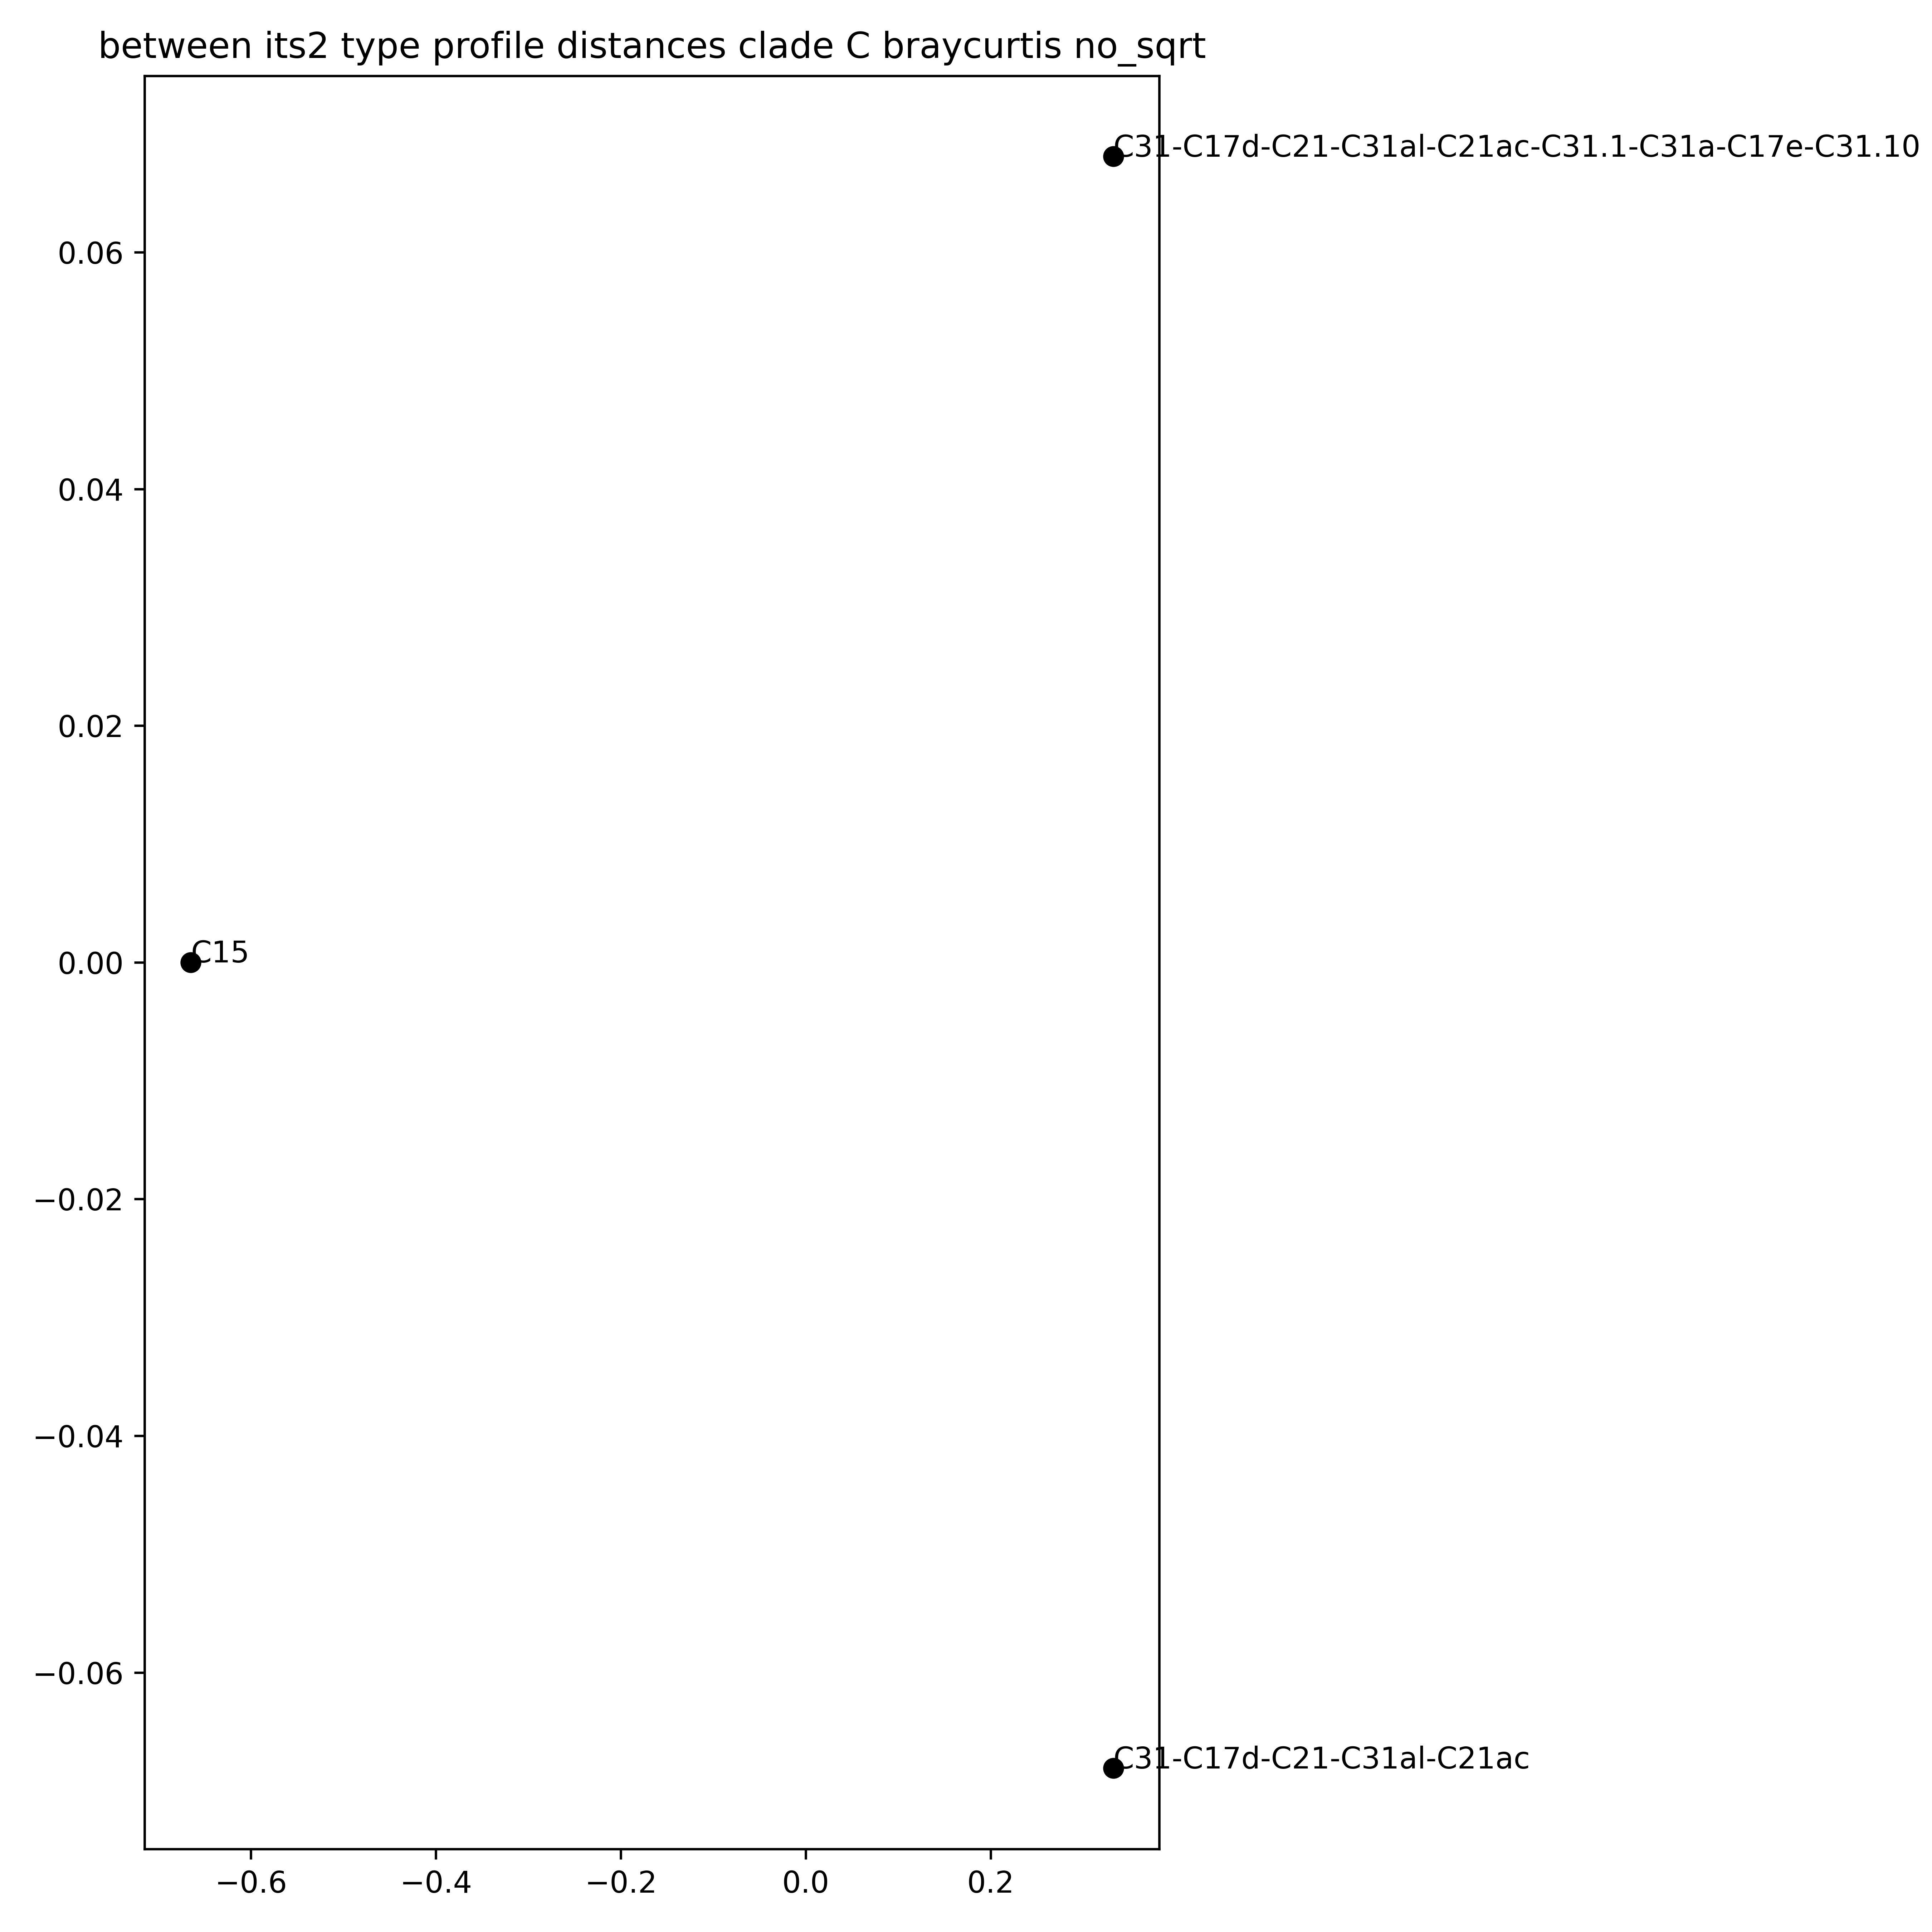 between its2 type profile distances clade C braycurtis no_sqrt
C31-C17d-C21-C31al-C21ac-C31.1-C31a-C17e-C31.10
0.06
0.04
0.02
C15
0.00
−0.02
−0.04
−0.06
C31-C17d-C21-C31al-C21ac
−0.6 −0.4 −0.2 0.0 0.2